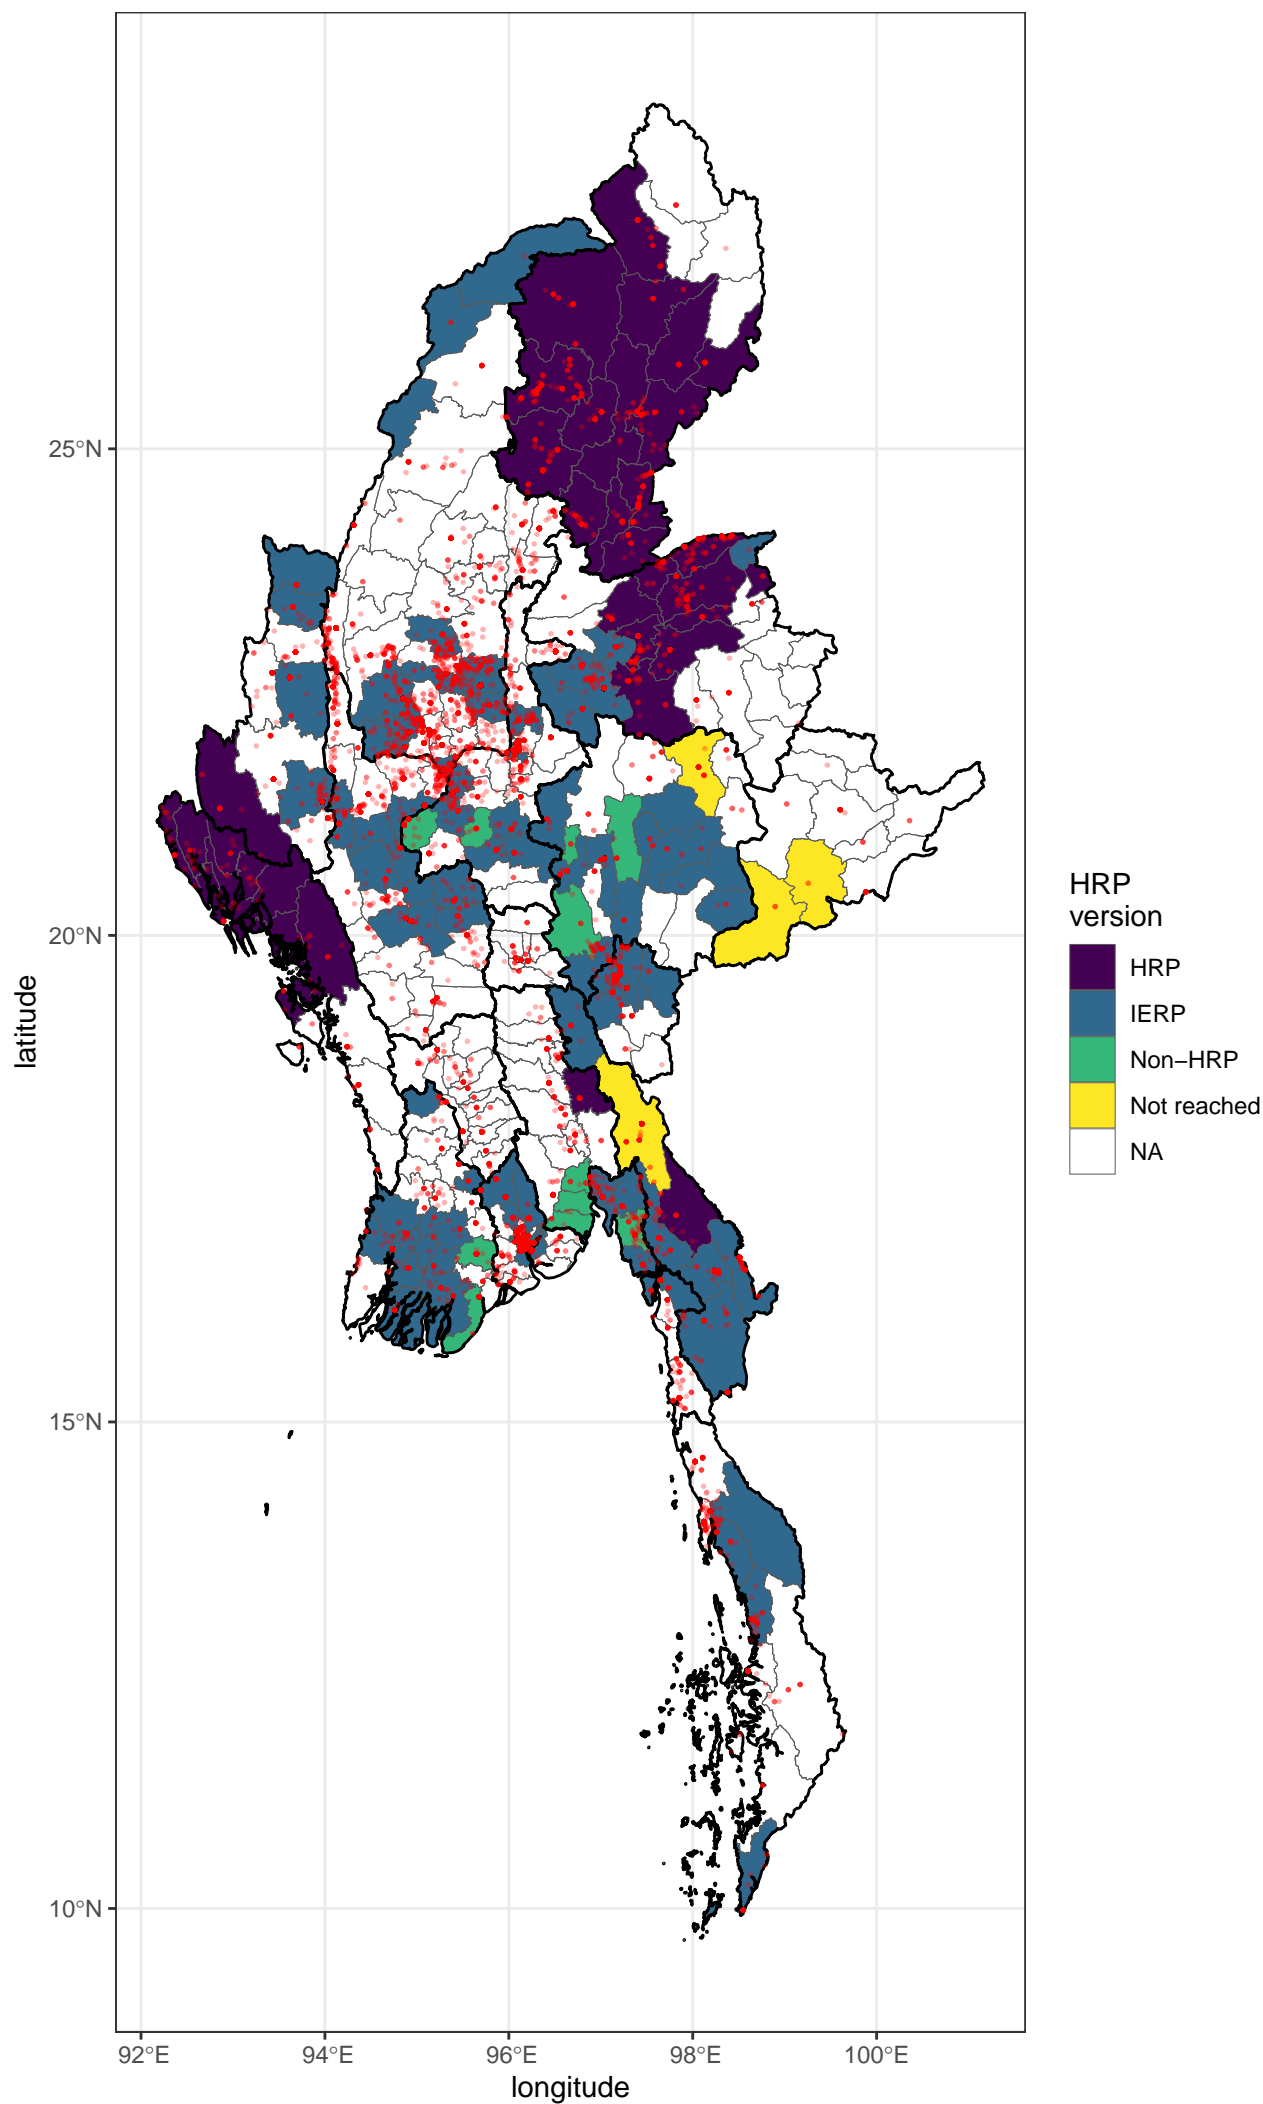 25°N
20°N
15°N
10°N
latitude
92°E
94°E
96°E
98°E
100°E
longitude
HRP
version
HRP
IERP
Non−HRP
Not reached
NA